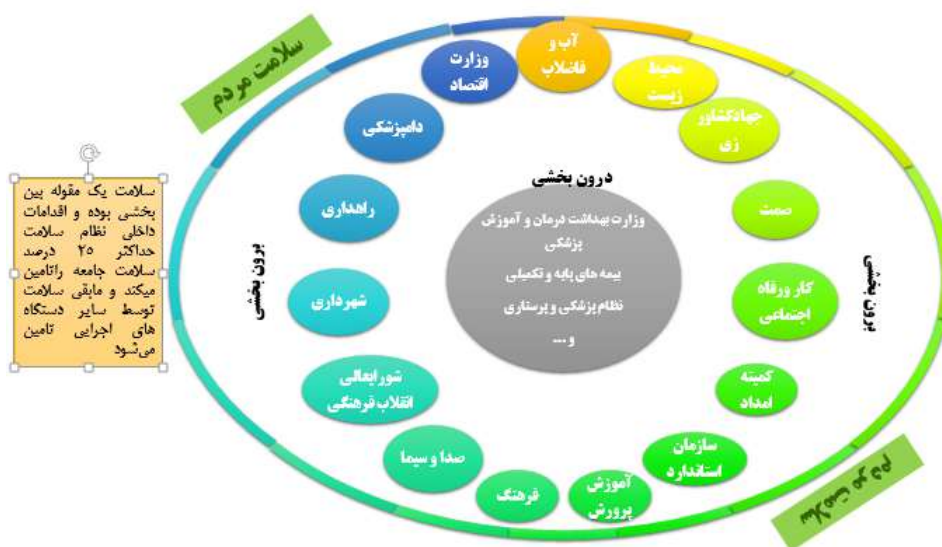 سلامت مردم
آب و
فاضلاب
وزارت
اقتصاد
محیط
زیست
دامپزشکی
جهادکشاور
زی
راهداری
صمت
شهرداری
کار ورفاه
اجتماعی
شورایعالی
انقلاب فرهنگی
کمیته
امداد
صدا و سیما
سازمان
استاندارد
فرهنگ
آموزش
پرورش
برون بخشی
برون بخشی
درون بخشی
وزارت بهداشت درمان و آموزش
پزشکی
بیمه های پایه و تکمیلی
نظام پزشکی و پرستاری
و ...
سلامت یک مقوله بین
بخشی بوده و اقدامات
داخلی نظام سلامت
حداکثر ۲۵ درصد
سلامت جامعه راتامین
میکند و مابقی سلامت
توسط سایر دستگاه
های اجرایی تامین
می‌شود
سلامت مردم